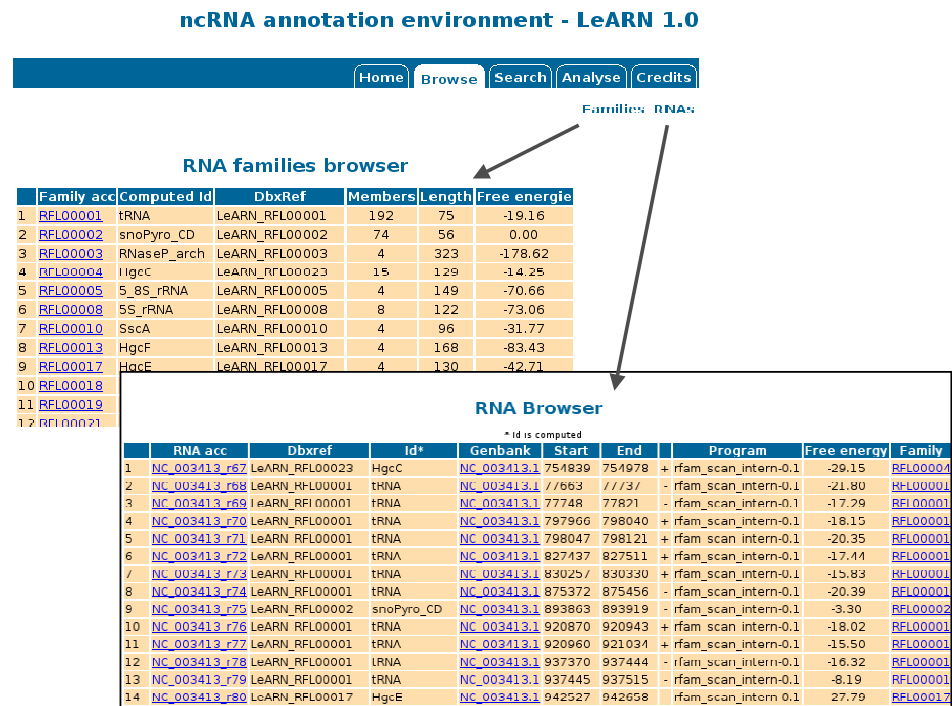 ncRNA annotation environment - LeARN 1.0
Home Browse Search Analyse Credits
Families RNAs
RNA families browser
Family acc Computed Id DbxRef Members Length Free energie
1 RFL00001 tRNA LeARN_RFL00001 192 75 -19.16
2 RFL00002 snoPyro_CD LeARN_RFL00002 74 56 0.00
3 RFL00003 RNaseP_arch LeARN_RFL00003 4 323 -178.62
4 RFL00004 HgcC LeARN_RFL00023 15 129 -14.25
5 RFL00005 5_8S_rRNA LeARN_RFL00005 4 149 -70.66
6 RFL00008 5S_rRNA LeARN_RFL00008 8 122 -73.06
7 RFL00010 SscA LeARN_RFL00010 4 96 -31.77
8 RFL00013 HgcF LeARN_RFL00013 4 168 -83.43
9 RFL00017 HgcE LeARN_RFL00017 4 130 -42.71
10 RFL00018
11 RFL00019
12 RFL00021
RNA Browser
* Id is computed
RNA acc Dbxref Id* Genbank Start End Program Free energy Family
1 NC_003413_r67 LeARN_RFL00023 HgcC NC_003413.1 754839 754978 + rfam_scan_intern-0.1 -29.15 RFL00004
2 NC_003413_r68 LeARN_RFL00001 tRNA NC_003413.1 77663 77737 - rfam_scan_intern-0.1 -21.80 RFL00001
3 NC_003413_r69 LeARN_RFL00001 tRNA NC_003413.1 77748 77821 - rfam_scan_intern-0.1 -17.29 RFL00001
4 NC_003413_r70 LeARN_RFL00001 tRNA NC_003413.1 797966 798040 + rfam_scan_intern-0.1 -18.15 RFL00001
5 NC_003413_r71 LeARN_RFL00001 tRNA NC_003413.1 798047 798121 + rfam_scan_intern-0.1 -20.35 RFL00001
6 NC_003413_r72 LeARN_RFL00001 tRNA NC_003413.1 827437 827511 + rfam_scan_intern-0.1 -17.44 RFL00001
7 NC_003413_r73 LeARN_RFL00001 tRNA NC_003413.1 830257 830330 + rfam_scan_intern-0.1 -15.83 RFL00001
8 NC_003413_r74 LeARN_RFL00001 tRNA NC_003413.1 875372 875456 - rfam_scan_intern-0.1 -20.39 RFL00001
9 NC_003413_r75 LeARN_RFL00002 snoPyro_CD NC_003413.1 893863 893919 - rfam_scan_intern-0.1 -3.30 RFL00002
10 NC_003413_r76 LeARN_RFL00001 tRNA NC_003413.1 920870 920943 + rfam_scan_intern-0.1 -18.02 RFL00001
11 NC_003413_r77 LeARN_RFL00001 tRNA NC_003413.1 920960 921034 + rfam_scan_intern-0.1 -15.50 RFL00001
12 NC_003413_r78 LeARN_RFL00001 tRNA NC_003413.1 937370 937444 - rfam_scan_intern-0.1 -16.32 RFL00001
13 NC_003413_r79 LeARN_RFL00001 tRNA NC_003413.1 937445 937515 - rfam_scan_intern-0.1 -8.19 RFL00001
14 NC_003413_r80 LeARN_RFL00017 HgcE NC_003413.1 942527 942658 rfam_scan_intern 0.1 27.79 RFL00017